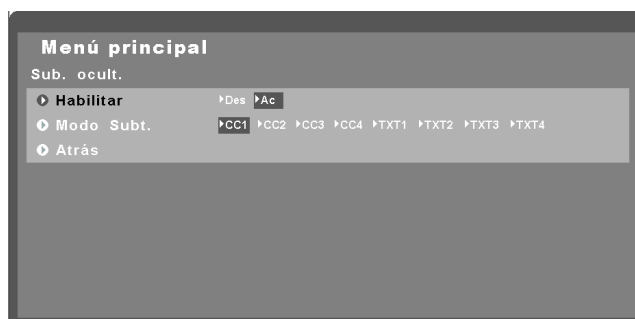 Menú principal
Sub. ocult.
Habilitar Des Ac
Modo Subt. CC1 CC2 CC3 CC4 TXT1 TXT2 TXT3 TXT4
Atrás